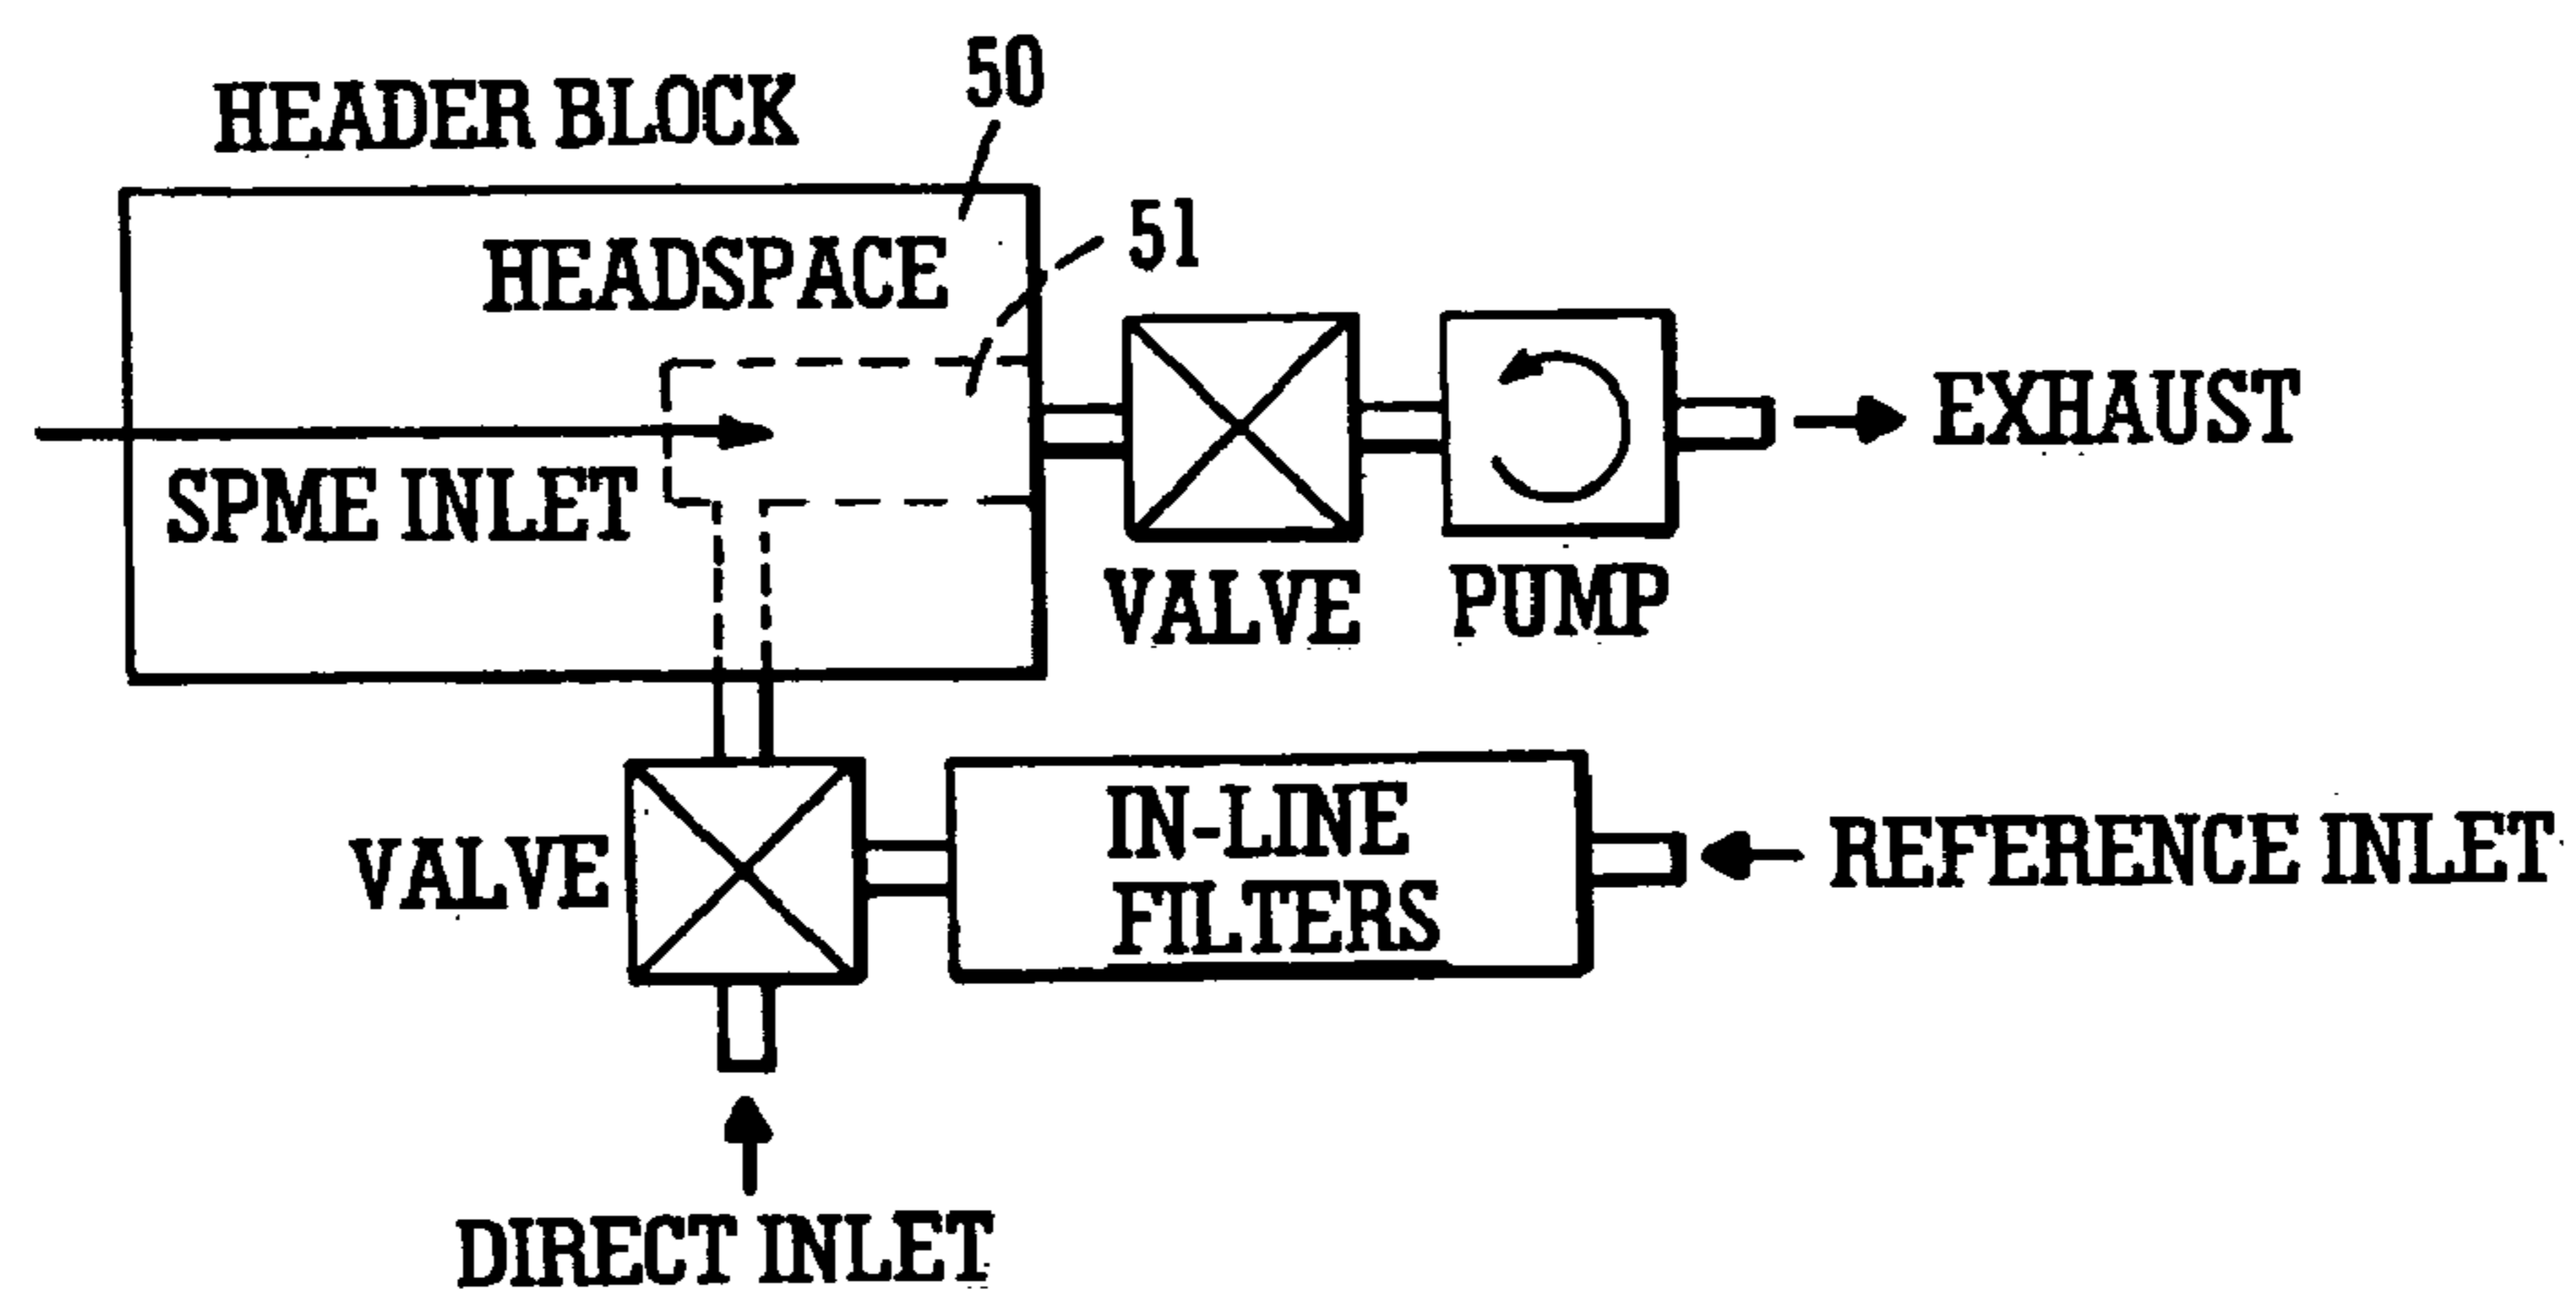 HEADER BLOCK
50
HEADSPACE
51
SPME INLET
EXHAUST
VALVE
PUMP
VALVE
IN-LINE
FILTERS
REFERENCE INLET
DIRECT INLET